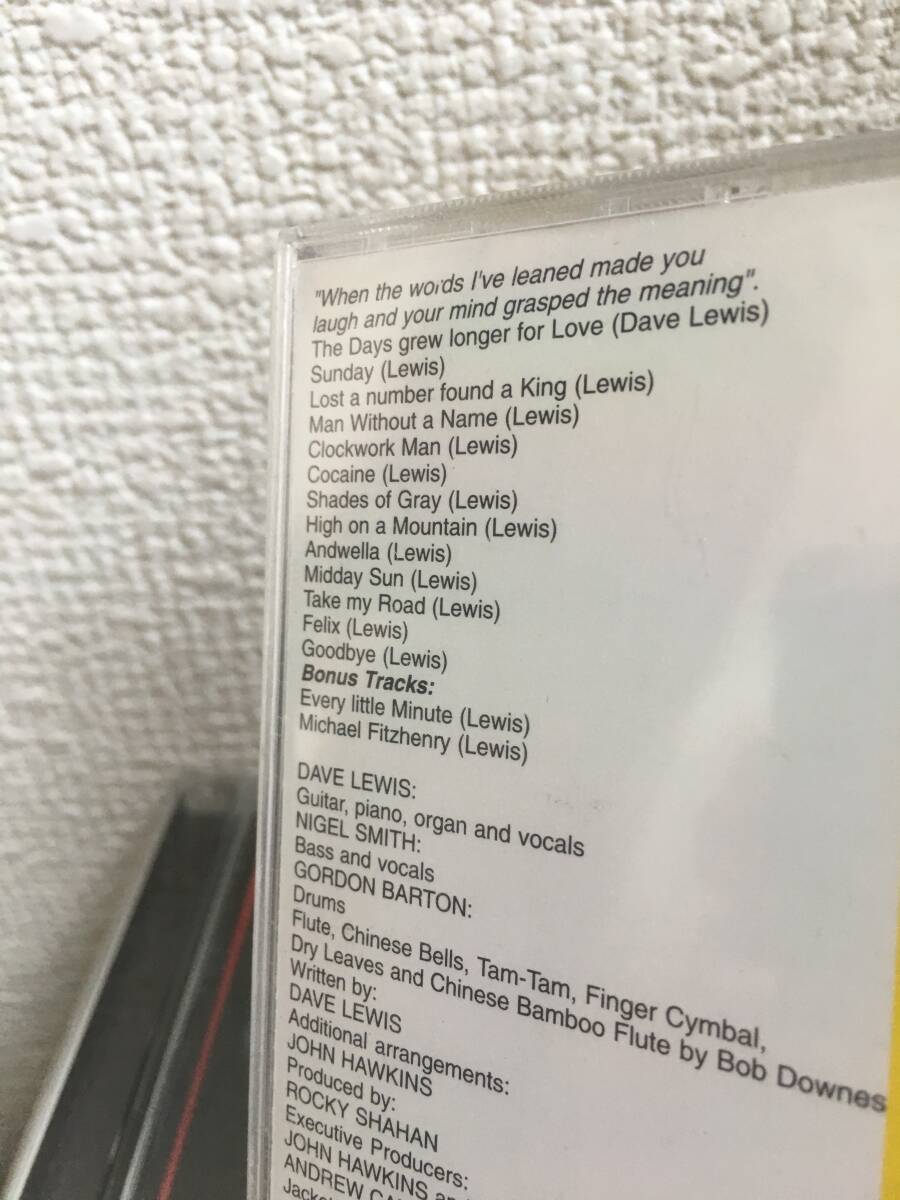 "When the words I've leaned made you
laugh and your mind grasped the meaning".
The Days grew longer for Love (Dave Lewis)
Sunday (Lewis)
Lost a number found a King (Lewis)
Man Without a Name (Lewis)
Clockwork Man (Lewis)
Cocaine (Lewis)
Shades of Gray (Lewis)
High on a Mountain (Lewis)
Andwella (Lewis)
Midday Sun (Lewis)
Take my Road (Lewis)
Felix (Lewis)
Goodbye (Lewis)
Bonus Tracks:
Every little Minute (Lewis)
Michael Fitzhenry (Lewis)
DAVE LEWIS:
Guitar, piano, organ and vocals
NIGEL SMITH:
Bass and vocals
GORDON BARTON:
Drums
Flute, Chinese Bells, Tam-Tam, Finger Cymbal,
Dry Leaves and Chinese Bamboo Flute by Bob Downes
Written by:
DAVE LEWIS
Additional arrangements:
JOHN HAWKINS
Produced by:
ROCKY SHAHAN
Executive Producers:
JOHN HAWKINS
ANDREW